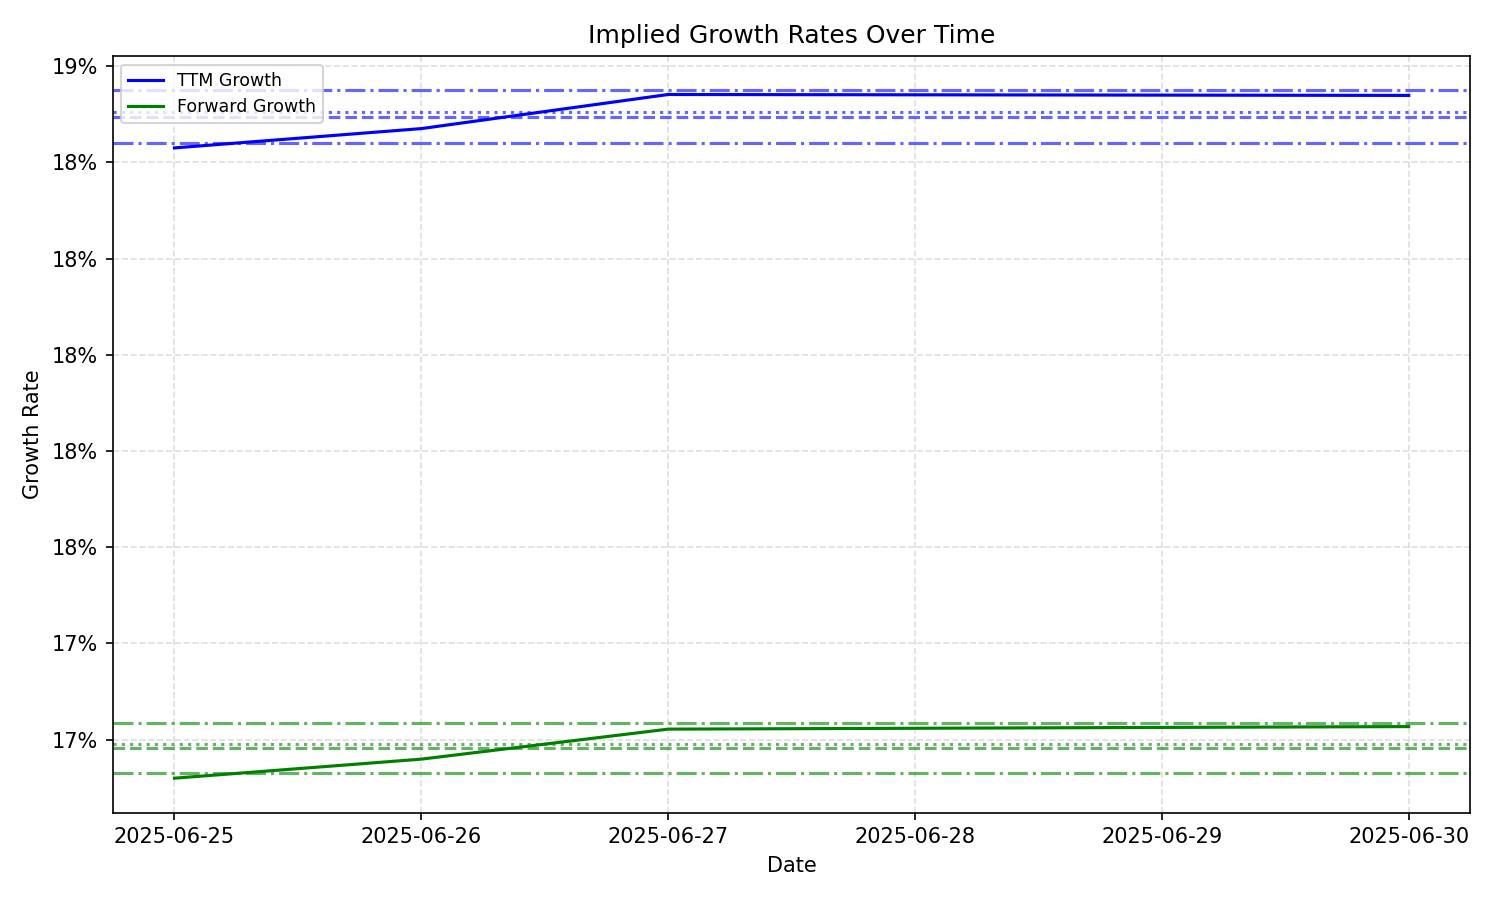 Implied Growth Rates Over Time
TTM Growth
Forward Growth
19%
18%
18%
18%
18%
18%
17%
17%
Growth Rate
2025-06-25
2025-06-26
2025-06-27
2025-06-28
2025-06-29
2025-06-30
Date